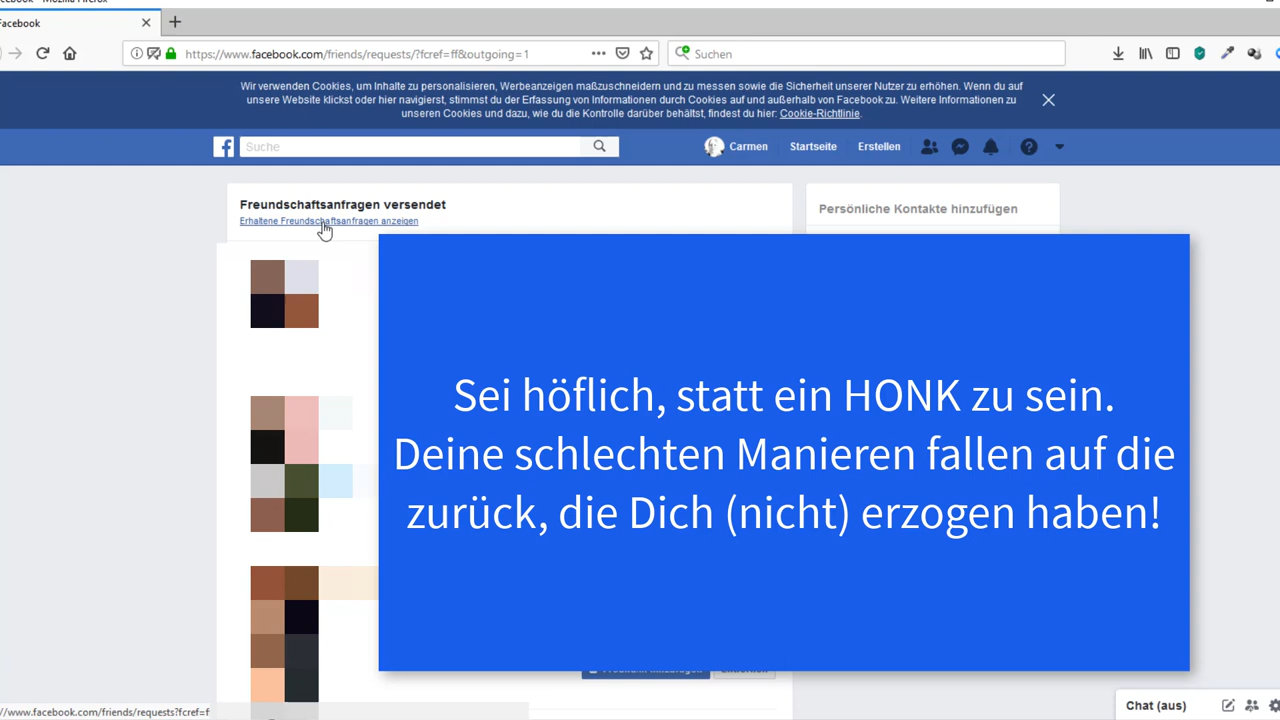 Facebook - Mozilla Firefox
Facebook
https://www.facebook.com/friends/requests/?fcref=ff&outgoing=1
Suchen
Wir verwenden Cookies, um Inhalte zu personalisieren, Werbeanzeigen maßzuschneidern und zu messen sowie die Sicherheit unserer Nutzer zu erhöhen. Wenn du auf
unsere Website klickst oder hier navigierst, stimmst du der Erfassung von Informationen durch Cookies auf und außerhalb von Facebook zu. Weitere Informationen zu
unseren Cookies und dazu, wie du die Kontrolle darüber behältst, findest du hier: Cookie-Richtlinie.
Suche
Carmen
Startseite
Erstellen
Freundschaftsanfragen versendet
Erhaltene Freundschaftsanfragen anzeigen
Persönliche Kontakte hinzufügen
Sei höflich, statt ein HONK zu sein.
Deine schlechten Manieren fallen auf die
zurück, die Dich (nicht) erzogen haben!
//www.facebook.com/friends/requests?fcref=f
Chat (aus)